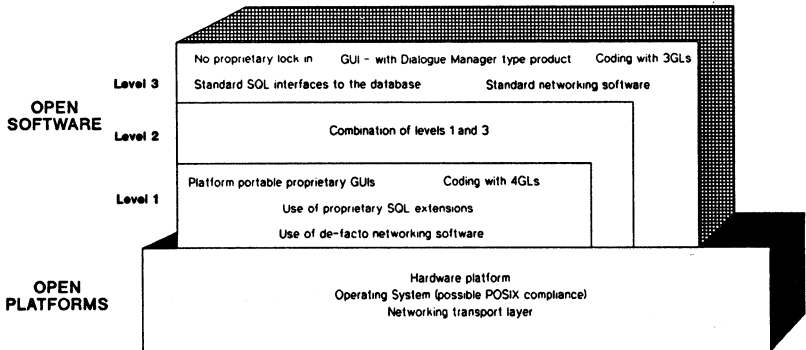 No proprietary lock in GUI - with Dialogue Manager type product Coding with 3GLs
Level 3 Standard SQL interfaces to the database Standard networking software
OPEN
SOFTWARE
Level 2 Combination of levels 1 and 3
Platform portable proprietary GUIs Coding with 4GLs
Level 1
Use of proprietary SQL extensions
Use of de-facto networking software
OPEN
PLATFORMS
Hardware platform
Operating System (possible POSIX compliance)
Networking transport layer